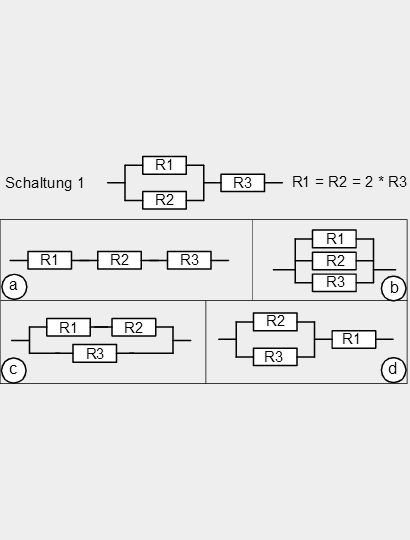 R1
Schaltung 1
R3
R1 = R2 = 2 * R3
R2
R1
R2
R3
a
R1
R2
R3
b
R1
R2
R3
c
R2
R3
R1
d